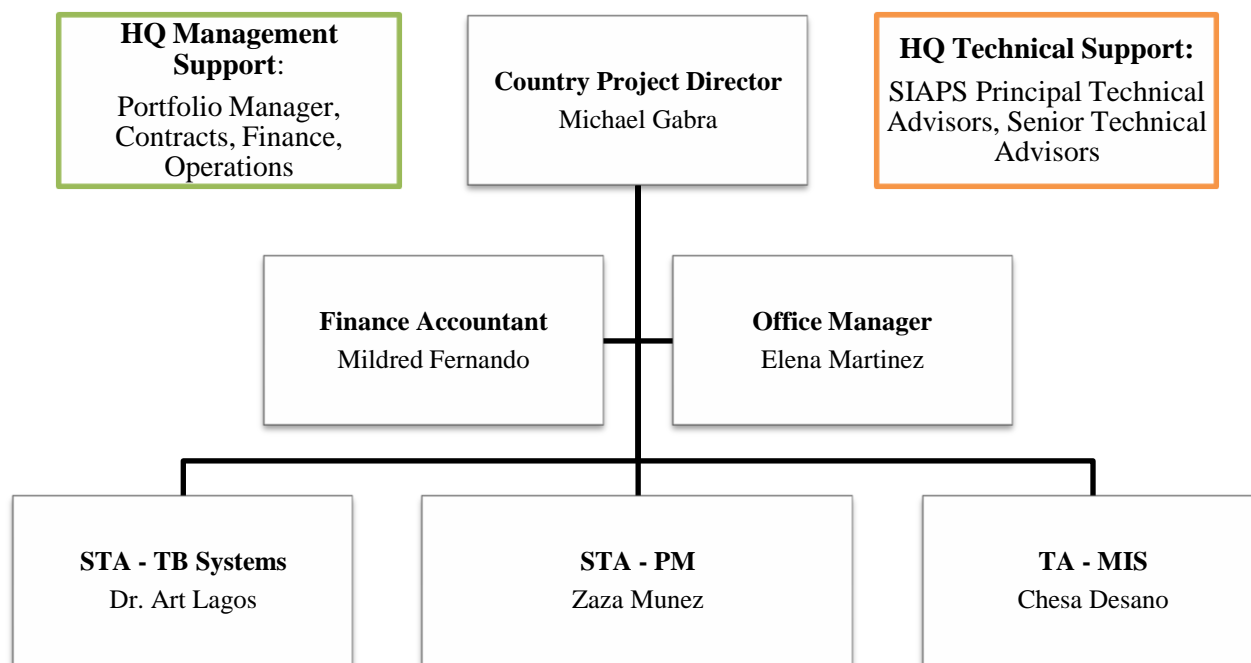 HQ Management
Support:
Portfolio Manager,
Contracts, Finance,
Operations
Country Project Director
Michael Gabra
HQ Technical Support:
SIAPS Principal Technical
Advisors, Senior Technical
Advisors
Finance Accountant
Mildred Fernando
Office Manager
Elena Martinez
STA - TB Systems
Dr. Art Lagos
STA - PM
Zaza Munez
TA - MIS
Chesa Desano